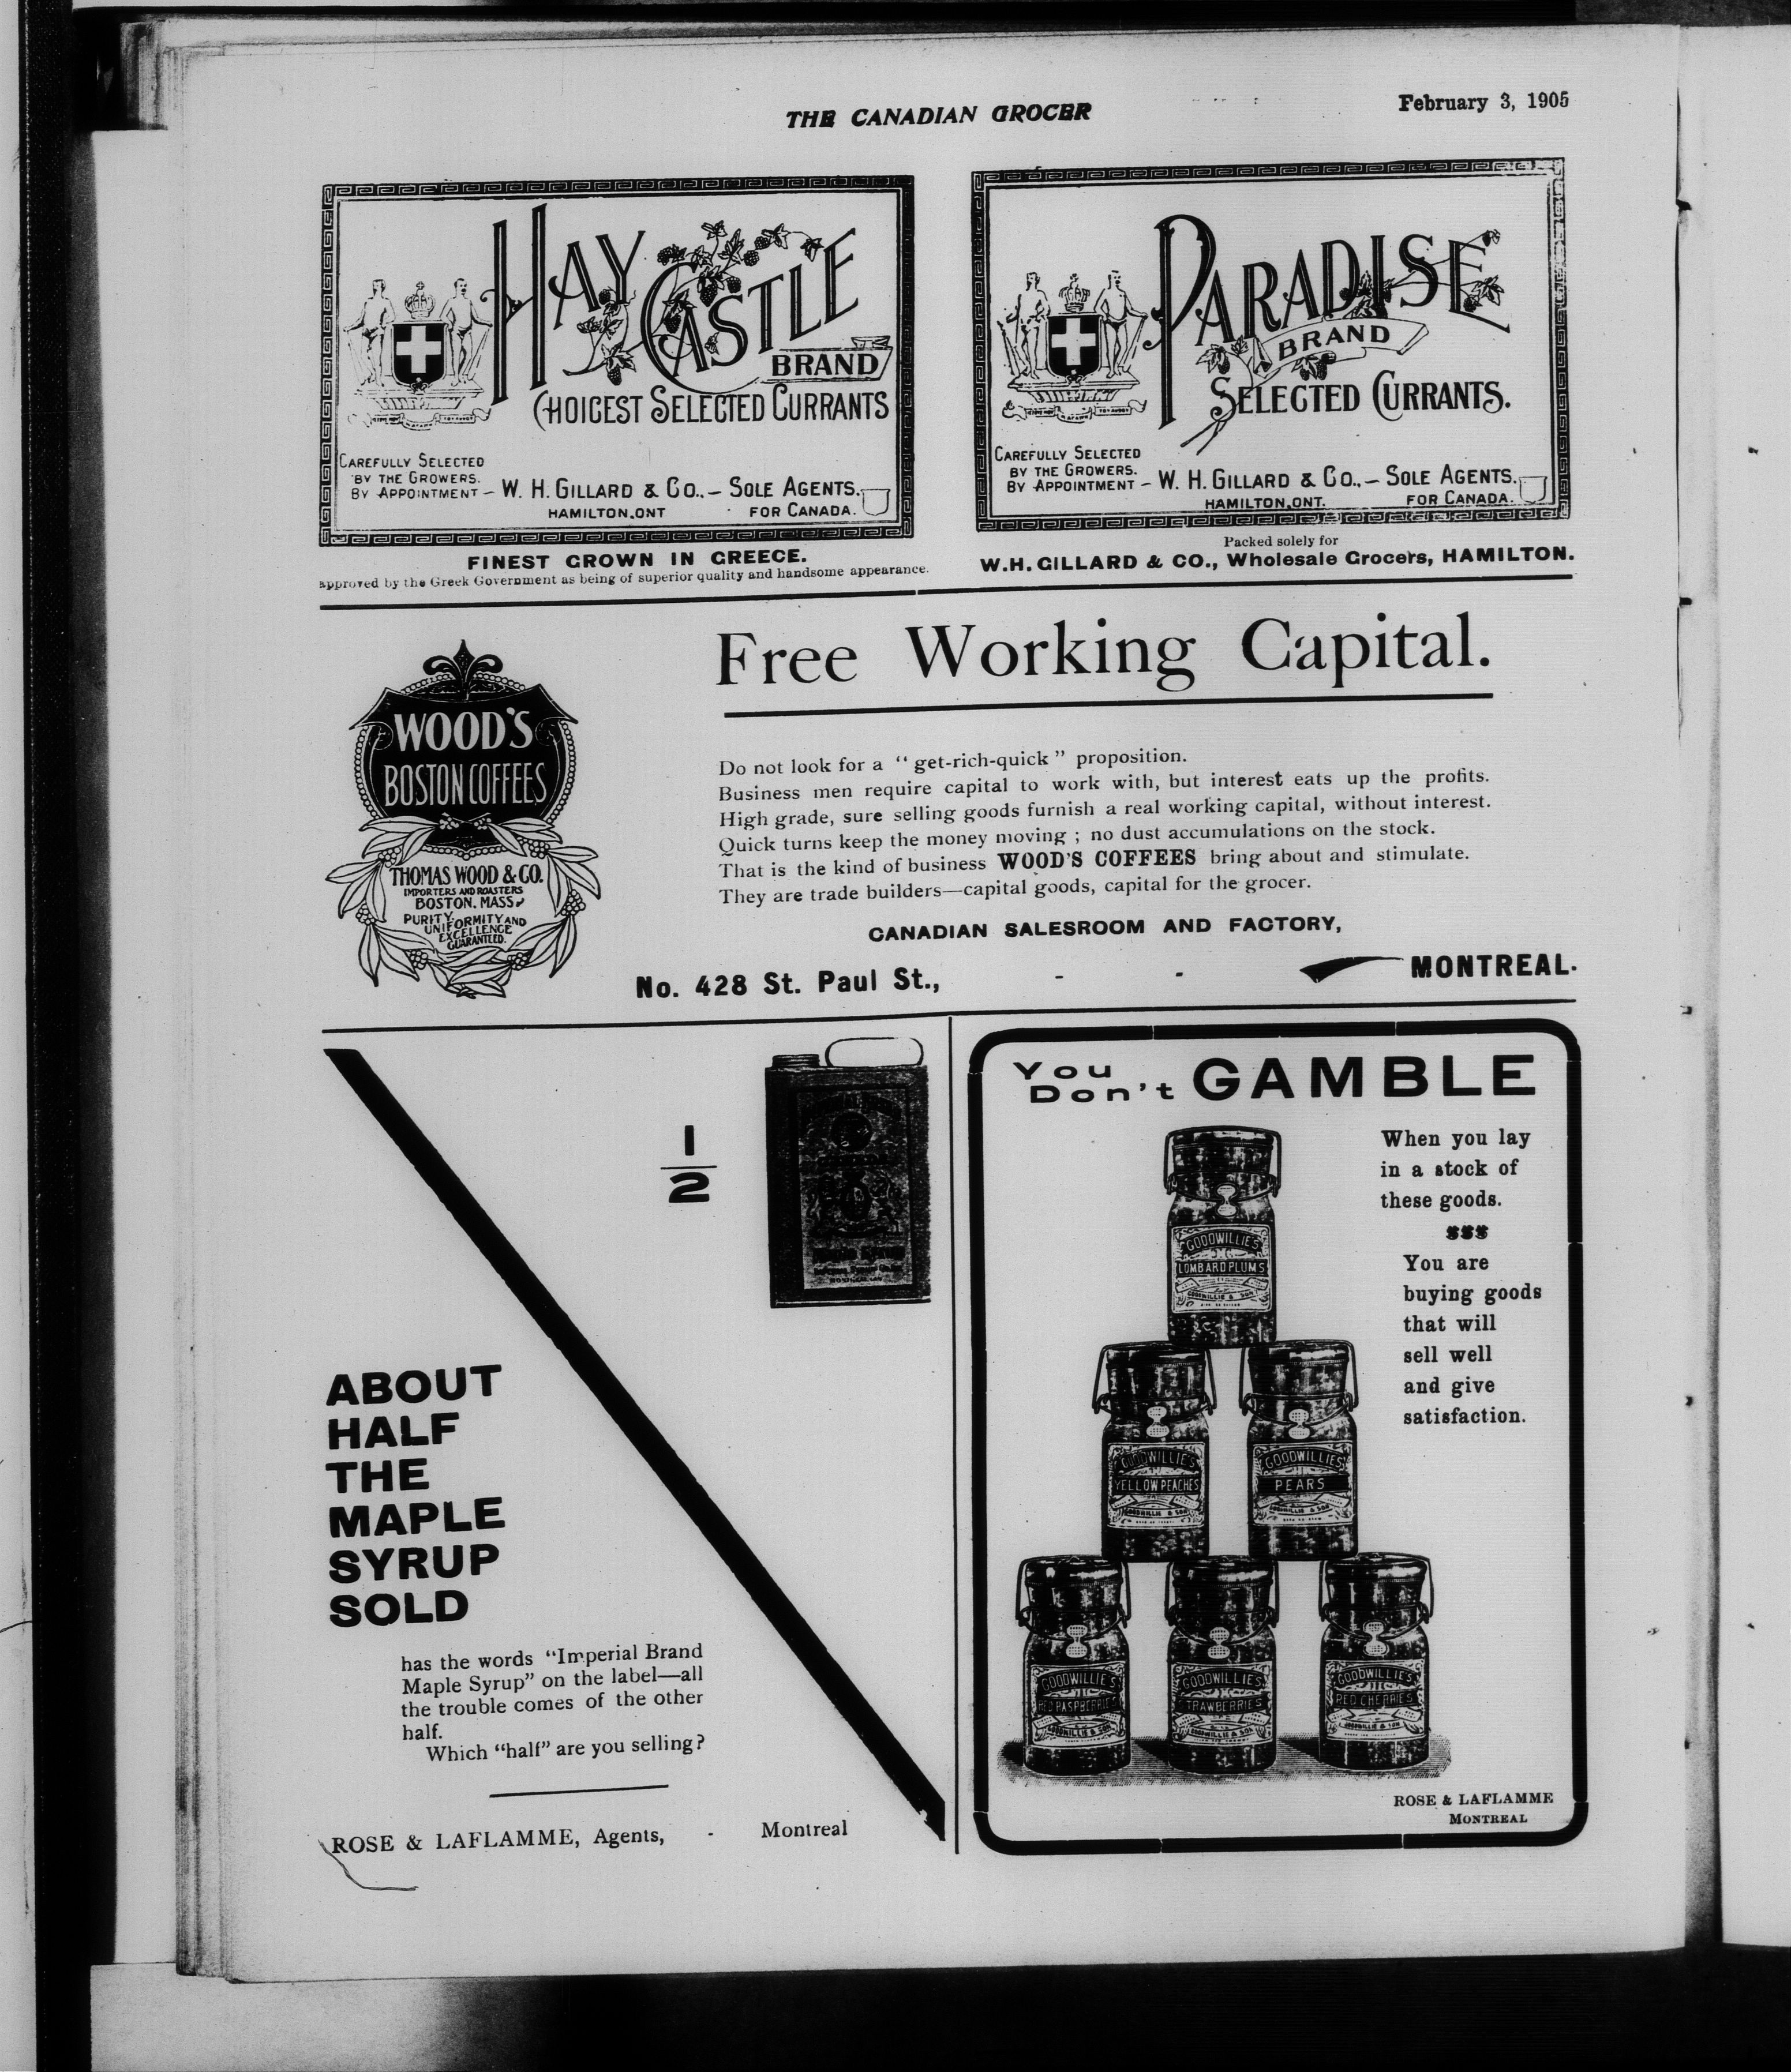 THE CANADIAN GROCER
February 3, 1905
HAY CASTLE
BRAND
CHOICEST SELECTED CURRANTS
CAREFULLY SELECTED
BY THE GROWERS.
BY APPOINTMENT – W. H. GILLARD & CO., – SOLE AGENTS.
HAMILTON, ONT FOR CANADA.
FINEST GROWN IN GREECE.
approved by the Greek Government as being of superior quality and handsome appearance.
PARADISE
BRAND
SELECTED CURRANTS.
CAREFULLY SELECTED
BY THE GROWERS.
BY APPOINTMENT – W. H. GILLARD & CO., – SOLE AGENTS.
HAMILTON, ONT. FOR CANADA.
Packed solely for
W.H. GILLARD & CO., Wholesale Grocers, HAMILTON.
WOOD'S
BOSTON COFFEES
THOMAS WOOD & CO.
IMPORTERS AND ROASTERS
BOSTON, MASS.
PURITY,
UNIFORMITY AND
EXCELLENCE
GUARANTEED.
Free Working Capital.
Do not look for a “ get-rich-quick ” proposition.
Business men require capital to work with, but interest eats up the profits.
High grade, sure selling goods furnish a real working capital, without interest.
Quick turns keep the money moving ; no dust accumulations on the stock.
That is the kind of business WOOD'S COFFEES bring about and stimulate.
They are trade builders—capital goods, capital for the grocer.
CANADIAN SALESROOM AND FACTORY,
No. 428 St. Paul St., - - MONTREAL.
1/2
ABOUT
HALF
THE
MAPLE
SYRUP
SOLD
has the words “Imperial Brand
Maple Syrup” on the label—all
the trouble comes of the other
half.
Which “half” are you selling?
ROSE & LAFLAMME, Agents, - Montreal
You
Don't GAMBLE
When you lay
in a stock of
these goods.
You are
buying goods
that will
sell well
and give
satisfaction.
GOODWILLIE'S
LOMBARD PLUMS
GOODWILLIE & SON
GOODWILLIE'S
YELLOW PEACHES
GOODWILLIE & SON
GOODWILLIE'S
PEARS
GOODWILLIE & SON
GOODWILLIE'S
RED RASPBERRIES
GOODWILLIE & SON
GOODWILLIE'S
STRAWBERRIES
GOODWILLIE & SON
GOODWILLIE'S
RED CHERRIES
GOODWILLIE & SON
ROSE & LAFLAMME
MONTREAL